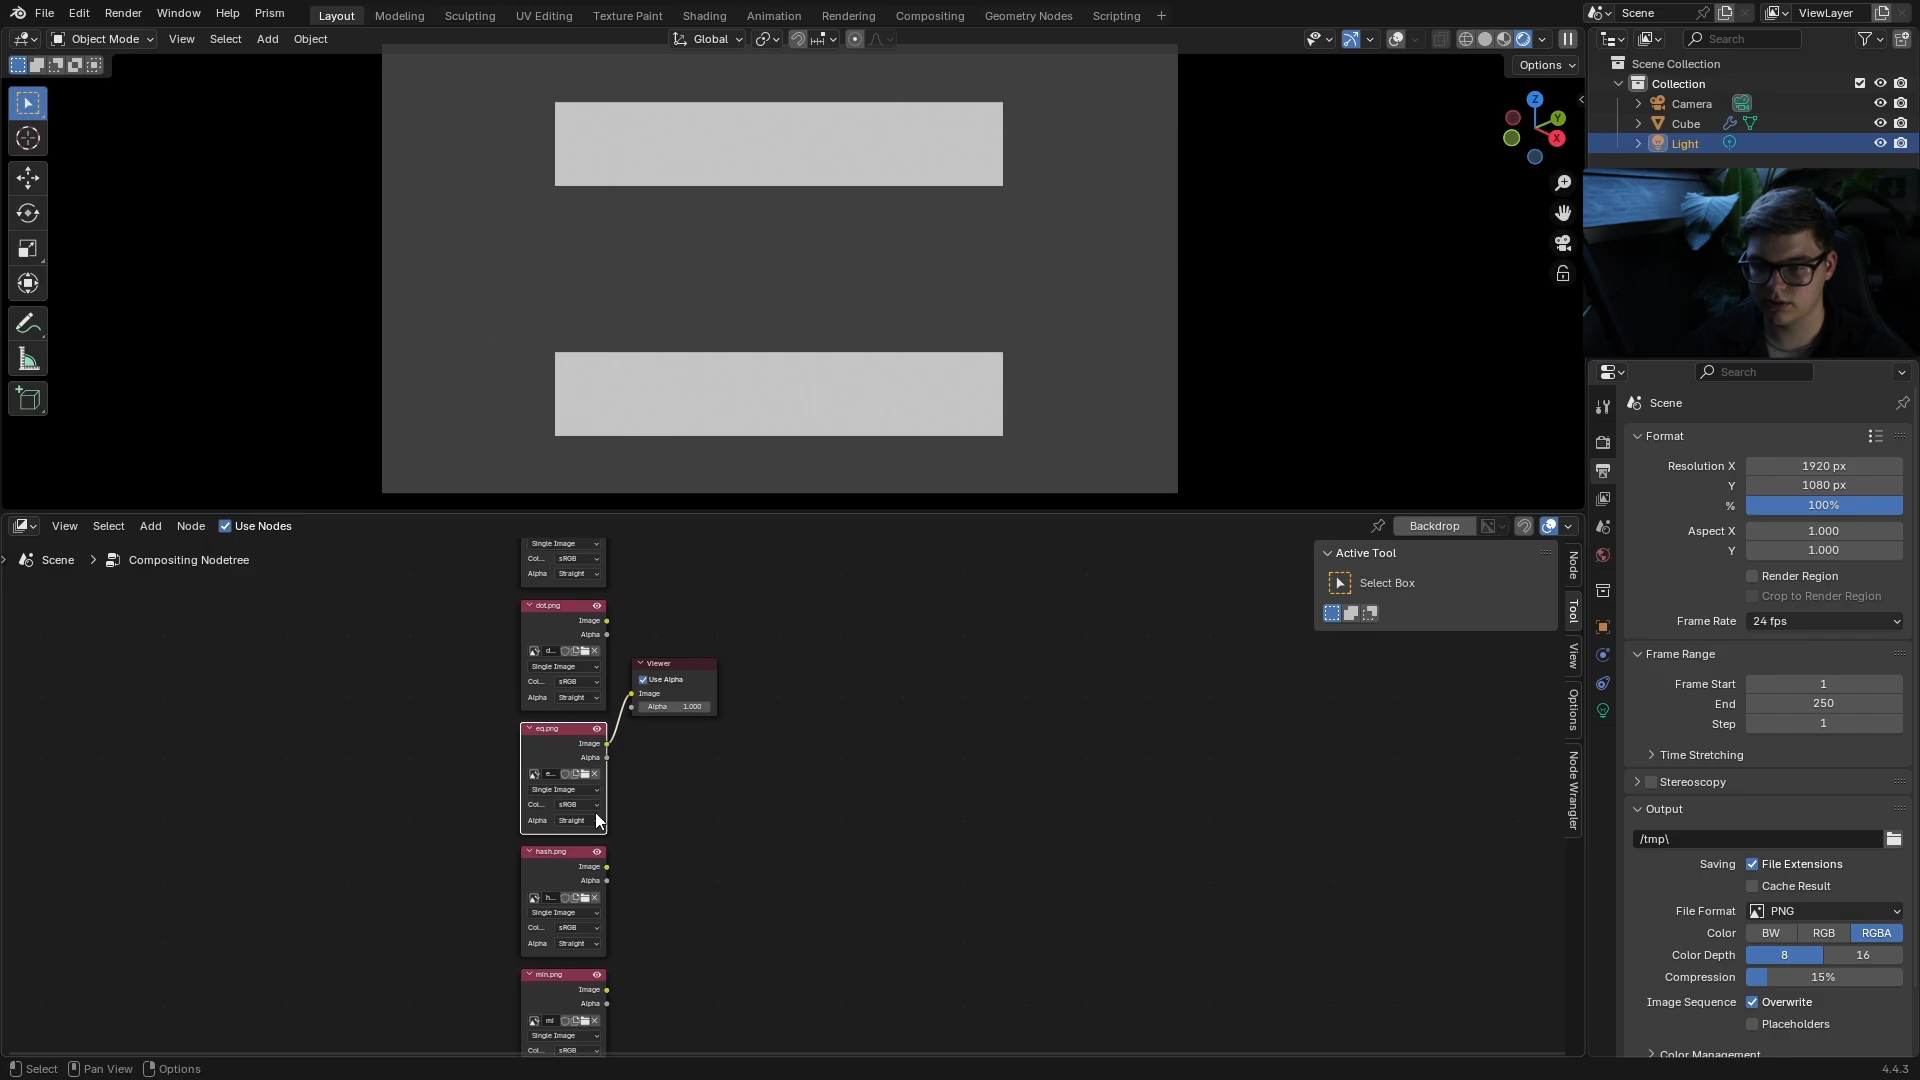 File Edit Render Window Help Prism Layout Modeling Sculpting UV Editing Texture Paint Shading Animation Rendering Compositing Geometry Nodes Scripting + Scene ViewLayer
Object Mode View Select Add Object Global Search
Options
Scene Collection
Collection
Camera
Cube
Light
Z
Y
X
Search
Scene
Format
Resolution X 1920 px
Y 1080 px
% 100%
Aspect X 1.000
Y 1.000
Render Region
Crop to Render Region
Frame Rate 24 fps
Frame Range
Frame Start 1
End 250
Step 1
Time Stretching
Stereoscopy
Output
/tmp\
Saving File Extensions
Cache Result
File Format PNG
Color BW RGB RGBA
Color Depth 8 16
Compression 15%
Image Sequence Overwrite
Placeholders
Color Management
View Select Add Node Use Nodes Backdrop
Scene > Compositing Nodetree
Active Tool
Select Box
Node
Tool
View
Options
Node Wrangler
Single Image
Col... sRGB
Alpha Straight
dot.png
Image
Alpha
d...
Single Image
Col... sRGB
Alpha Straight
Viewer
Use Alpha
Image
Alpha 1.000
eq.png
Image
Alpha
e...
Single Image
Col... sRGB
Alpha Straight
hash.png
Image
Alpha
h...
Single Image
Col... sRGB
Alpha Straight
min.png
Image
Alpha
mi
Single Image
Col... sRGB
Select Pan View Options 4.4.3